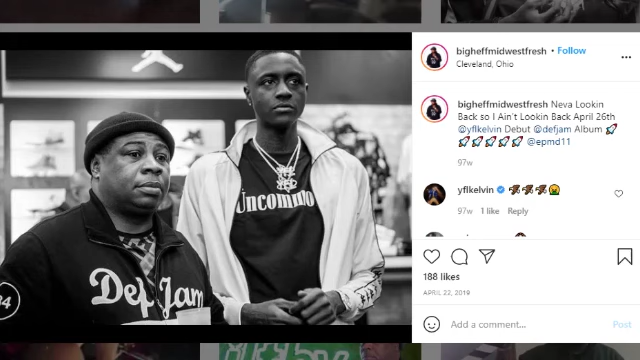 bigheffmidwestfresh • Follow
Cleveland, Ohio
bigheffmidwestfresh Neva Lookin
Back so I Ain't Lookin Back April 26th
@yflkelvin Debut @defjam Album 🚀
🚀🚀🚀🚀🚀 @epmd11
97w
yflkelvin
97w 1 like Reply
188 likes
APRIL 22, 2019
Add a comment... Post
Uncommo
Def Jam